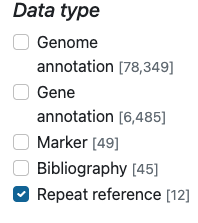 Data type
Genome
annotation [78,349]
Gene
annotation [6,485]
Marker [49]
Bibliography [45]
Repeat reference [12]